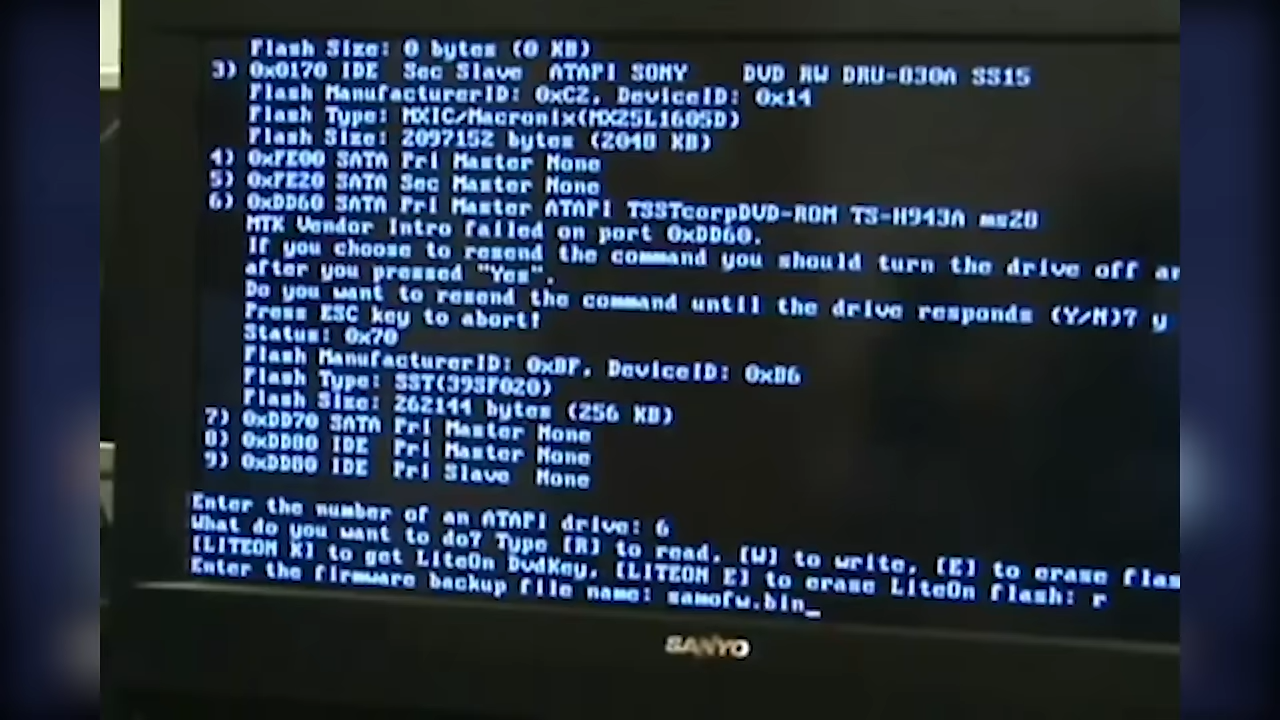 Flash Size: 0 bytes (0 KB)
3) 0x0170 IDE Sec Slave ATAPI SONY DVD RW DRU-830A SS15
Flash ManufacturerID: 0xC2, DeviceID: 0x14
Flash Type: MXIC/Macronix(MX25L1605D)
Flash Size: 2097152 bytes (2048 KB)
4) 0xFE00 SATA Pri Master None
5) 0xFE20 SATA Sec Master None
6) 0xDD60 SATA Pri Master ATAPI TSSTcorpDVD-ROM TS-H943A ms28
MTK Vendor Intro failed on port 0xDD60.
If you choose to resend the command you should turn the drive off an
after you pressed "Yes".
Do you want to resend the command until the drive responds (Y/N)? y
Press ESC key to abort!
Status: 0x70
Flash ManufacturerID: 0xBF, DeviceID: 0xB6
Flash Type: SST(39SF020)
Flash Size: 262144 bytes (256 KB)
7) 0xDD70 SATA Pri Master None
8) 0xDD80 IDE Pri Master None
9) 0xDD80 IDE Pri Slave None
Enter the number of an ATAPI drive: 6
What do you want to do? Type [R] to read, [W] to write, [E] to erase flas
[LITEON K] to get LiteOn DvdKey, [LITEON E] to erase LiteOn flash: r
Enter the firmware backup file name: samofw.bin_
SANYO